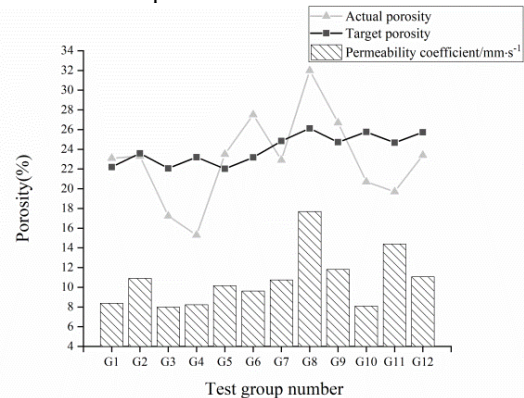 Actual porosity
Target porosity
Permeability coefficient/mm·s⁻¹
34
32
30
28
26
24
22
20
18
16
14
12
10
8
6
4
Porosity(%)
G1 G2 G3 G4 G5 G6 G7 G8 G9 G10 G11 G12
Test group number